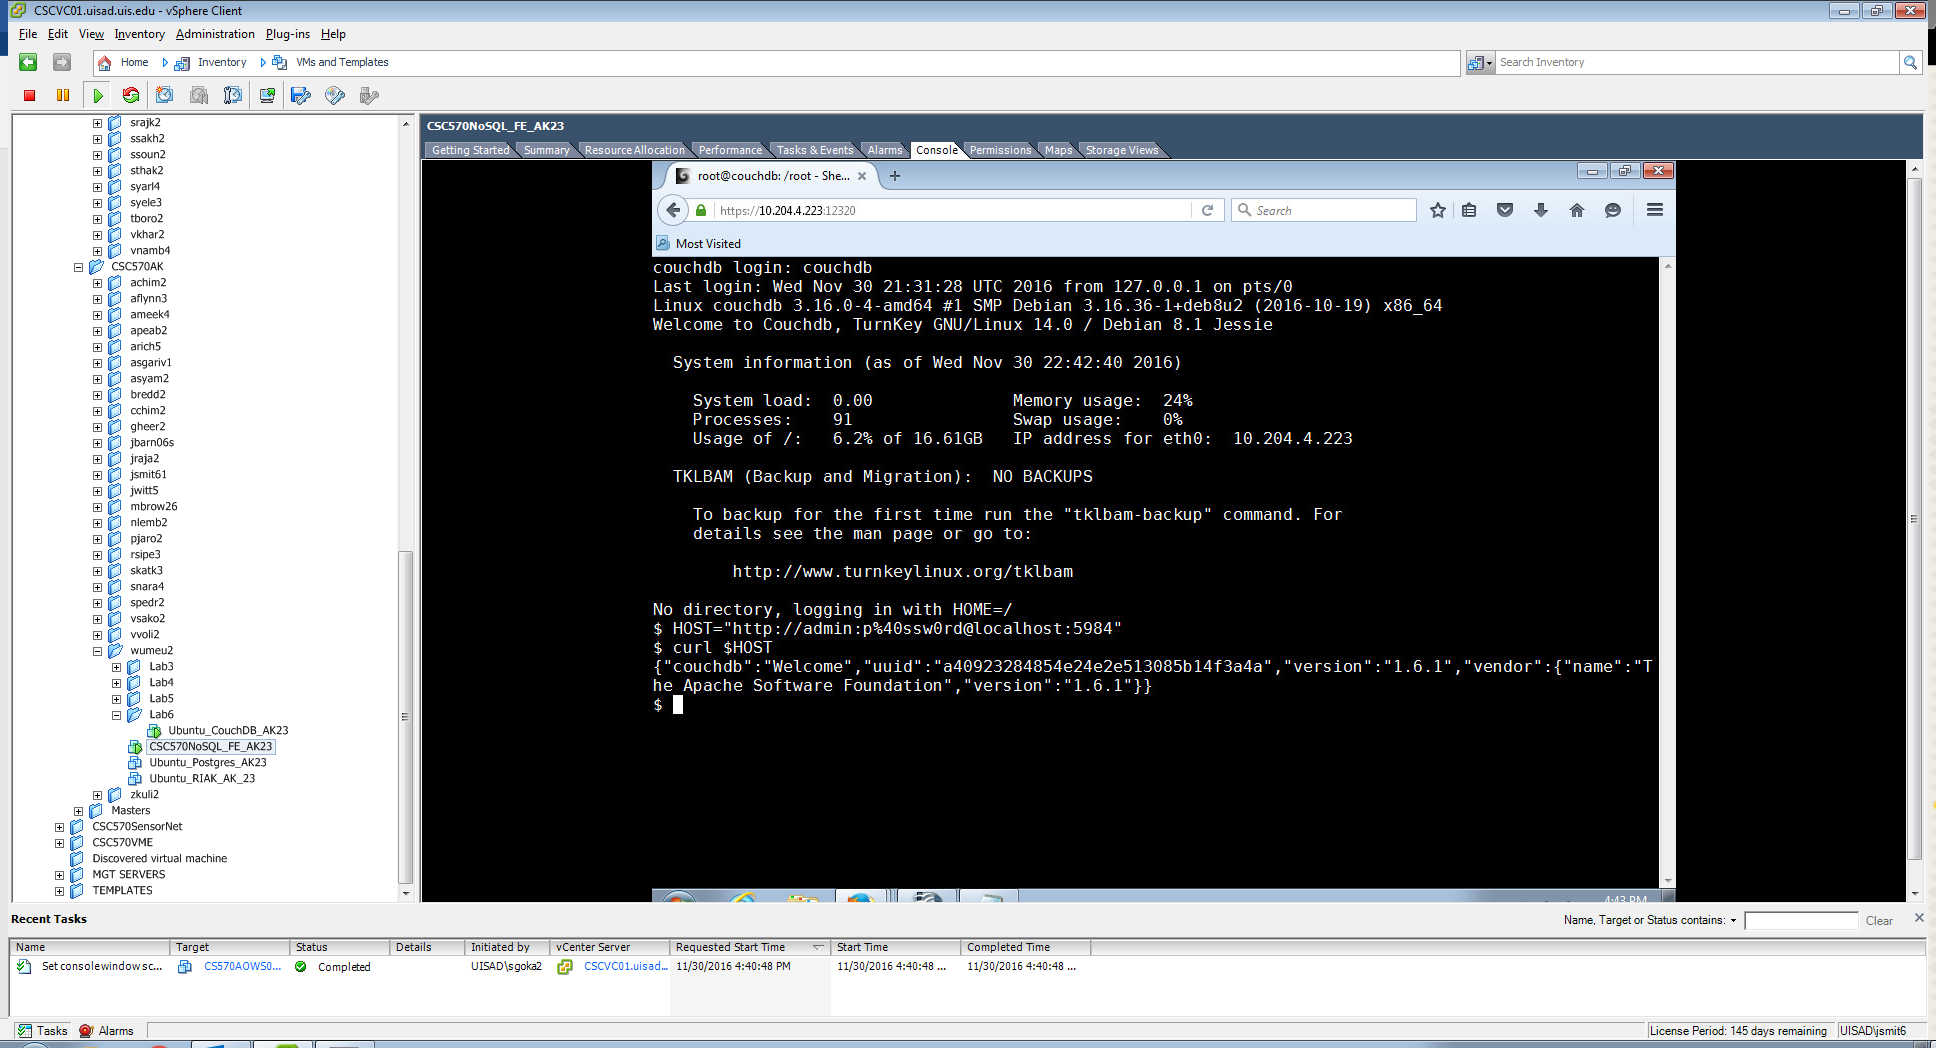 CSCVC01.uisad.uis.edu - vSphere Client
File Edit View Inventory Administration Plug-ins Help
Home Inventory VMs and Templates
Search Inventory
srajk2
ssakh2
ssoun2
sthak2
syarl4
syele3
tboro2
vkhar2
vnamb4
CSC570AK
achim2
aflynn3
ameek4
apeab2
arich5
asgariv1
asyam2
bredd2
cchim2
gheer2
jbarn06s
jraja2
jsmit61
jwitt5
mbrow26
nlemb2
pjaro2
rsipe3
skatk3
snara4
spedr2
vsako2
vvoli2
wumeu2
Lab3
Lab4
Lab5
Lab6
Ubuntu_CouchDB_AK23
CSC570NoSQL_FE_AK23
Ubuntu_Postgres_AK23
Ubuntu_RIAK_AK_23
zkuli2
Masters
CSC570SensorNet
CSC570VME
Discovered virtual machine
MGT SERVERS
TEMPLATES
CSC570NoSQL_FE_AK23
Getting Started Summary Resource Allocation Performance Tasks & Events Alarms Console Permissions Maps Storage Views
root@couchdb: /root - She...
https://10.204.4.223:12320
Search
Most Visited
couchdb login: couchdb
Last login: Wed Nov 30 21:31:28 UTC 2016 from 127.0.0.1 on pts/0
Linux couchdb 3.16.0-4-amd64 #1 SMP Debian 3.16.36-1+deb8u2 (2016-10-19) x86_64
Welcome to Couchdb, TurnKey GNU/Linux 14.0 / Debian 8.1 Jessie
System information (as of Wed Nov 30 22:42:40 2016)
System load: 0.00 Memory usage: 24%
Processes: 91 Swap usage: 0%
Usage of /: 6.2% of 16.61GB IP address for eth0: 10.204.4.223
TKLBAM (Backup and Migration): NO BACKUPS
To backup for the first time run the "tklbam-backup" command. For
details see the man page or go to:
http://www.turnkeylinux.org/tklbam
No directory, logging in with HOME=/
$ HOST="http://admin:p%40ssw0rd@localhost:5984"
$ curl $HOST
{"couchdb":"Welcome","uuid":"a40923284854e24e2e513085b14f3a4a","version":"1.6.1","vendor":{"name":"T
he Apache Software Foundation","version":"1.6.1"}}
$
4:43 PM
Recent Tasks
Name, Target or Status contains:
Clear
Name Target Status Details Initiated by vCenter Server Requested Start Time Start Time Completed Time
Set console window sc... CS570AOWS0... Completed UISAD\sgoka2 CSCVC01.uisad... 11/30/2016 4:40:48 PM 11/30/2016 4:40:48 ... 11/30/2016 4:40:48 ...
Tasks Alarms
License Period: 145 days remaining
UISAD\jsmit6